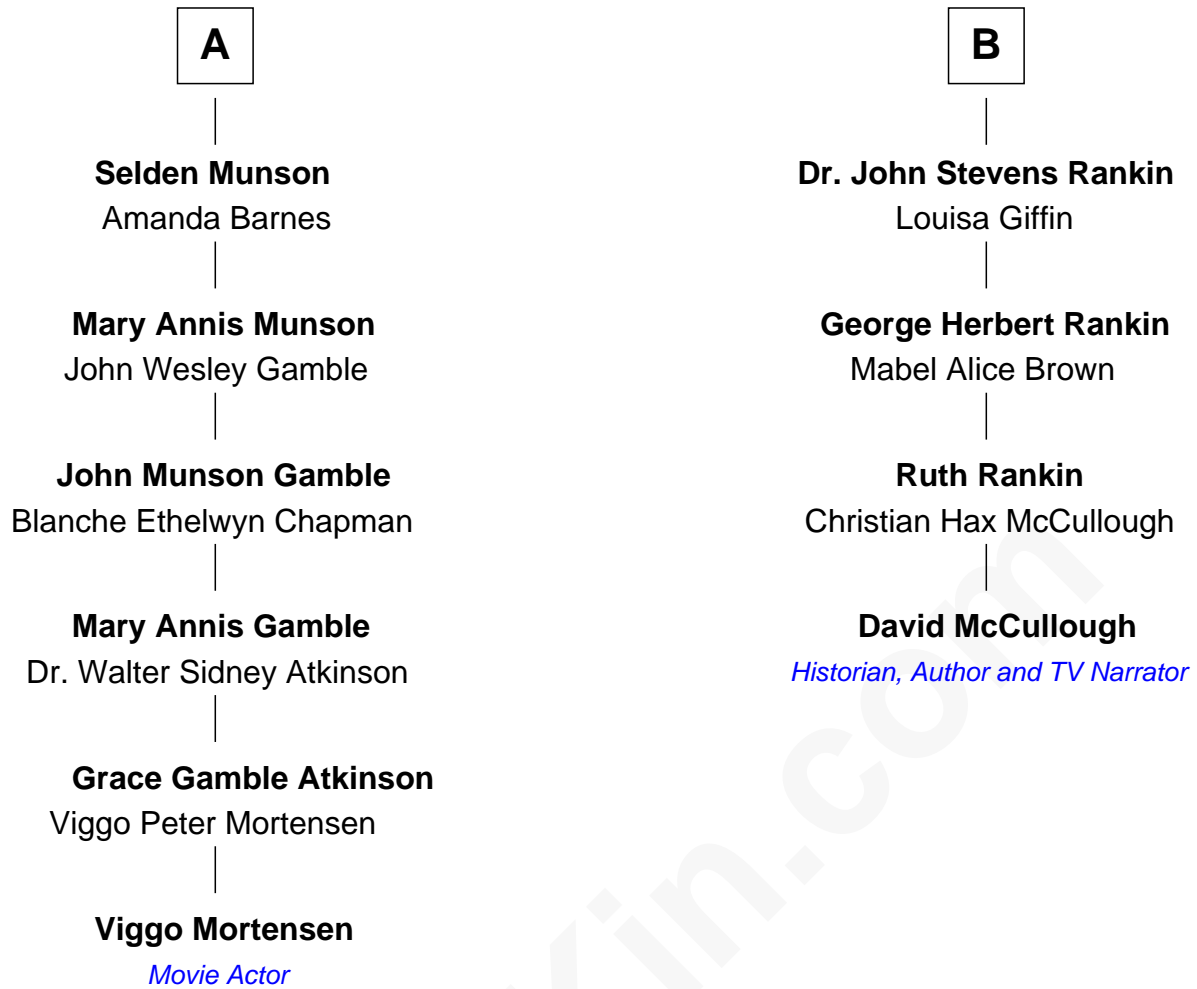 A
Selden Munson
Amanda Barnes
Mary Annis Munson
John Wesley Gamble
John Munson Gamble
Blanche Ethelwyn Chapman
Mary Annis Gamble
Dr. Walter Sidney Atkinson
Grace Gamble Atkinson
Viggo Peter Mortensen
Viggo Mortensen
Movie Actor
B
Dr. John Stevens Rankin
Louisa Giffin
George Herbert Rankin
Mabel Alice Brown
Ruth Rankin
Christian Hax McCullough
David McCullough
Historian, Author and TV Narrator
kin.com